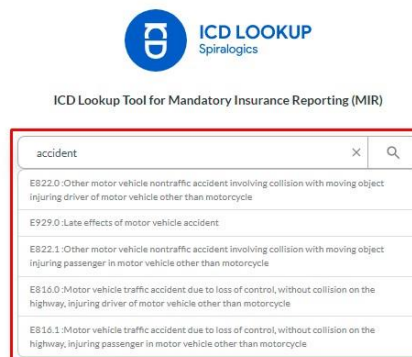 ICD LOOKUP
Spiralogics
ICD Lookup Tool for Mandatory Insurance Reporting (MIR)
accident
E822.0 :Other motor vehicle nontraffic accident involving collision with moving object
injuring driver of motor vehicle other than motorcycle
E929.0 :Late effects of motor vehicle accident
E822.1 :Other motor vehicle nontraffic accident involving collision with moving object
injuring passenger in motor vehicle other than motorcycle
E816.0 :Motor vehicle traffic accident due to loss of control, without collision on the
highway, injuring driver of motor vehicle other than motorcycle
E816.1 :Motor vehicle traffic accident due to loss of control, without collision on the
highway, injuring passenger in motor vehicle other than motorcycle